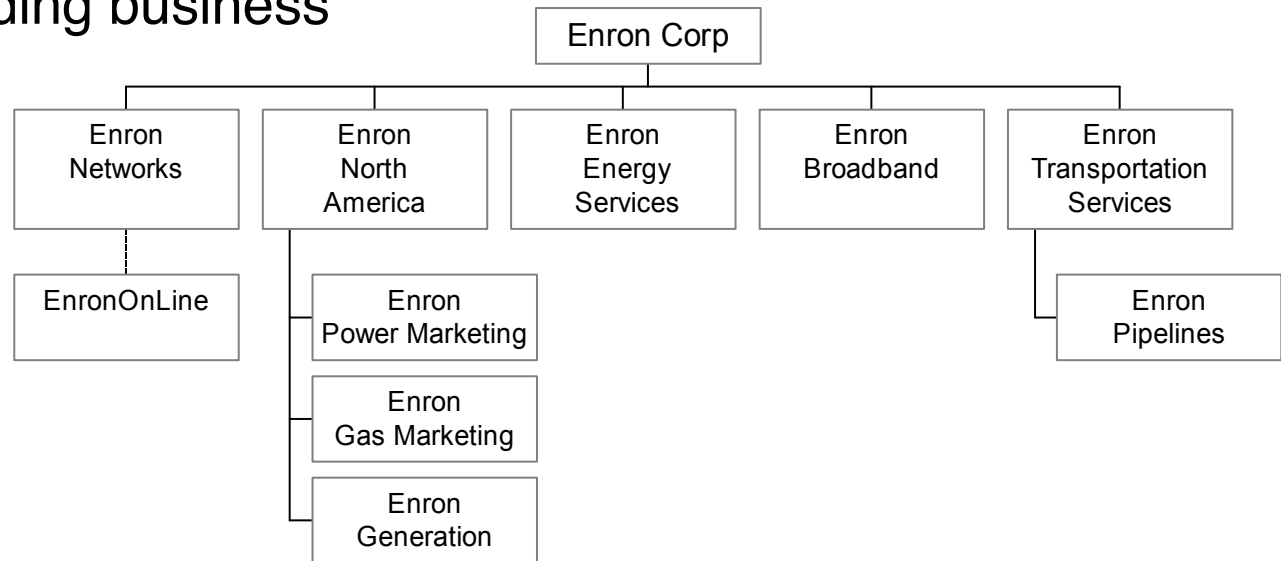 business
Enron Corp
Enron
Networks
Enron
North
America
Enron
Energy
Services
Enron
Broadband
Enron
Transportation
Services
EnronOnLine
Enron
Power Marketing
Enron
Gas Marketing
Enron
Generation
Enron
Pipelines